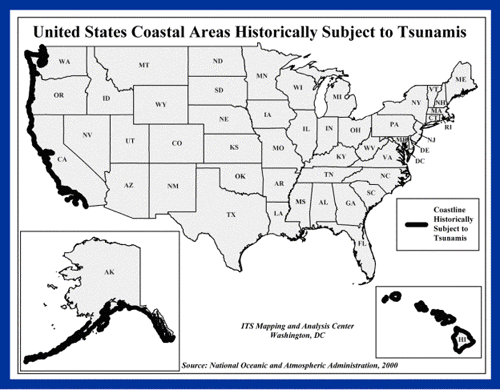 United States Coastal Areas Historically Subject to Tsunamis
WA
MT
ND
MN
ME
OR
ID
WY
SD
WI
MI
NY
VT
NH
MA
CT
RI
NV
UT
CO
NE
IA
IL
IN
OH
PA
NJ
DE
DC
CA
KS
MO
KY
WV
VA
AZ
NM
OK
AR
TN
NC
SC
TX
LA
MS
AL
GA
FL
Coastline
Historically
Subject to
Tsunamis
AK
HI
ITS Mapping and Analysis Center
Washington, DC
Source: National Oceanic and Atmospheric Administration, 2000